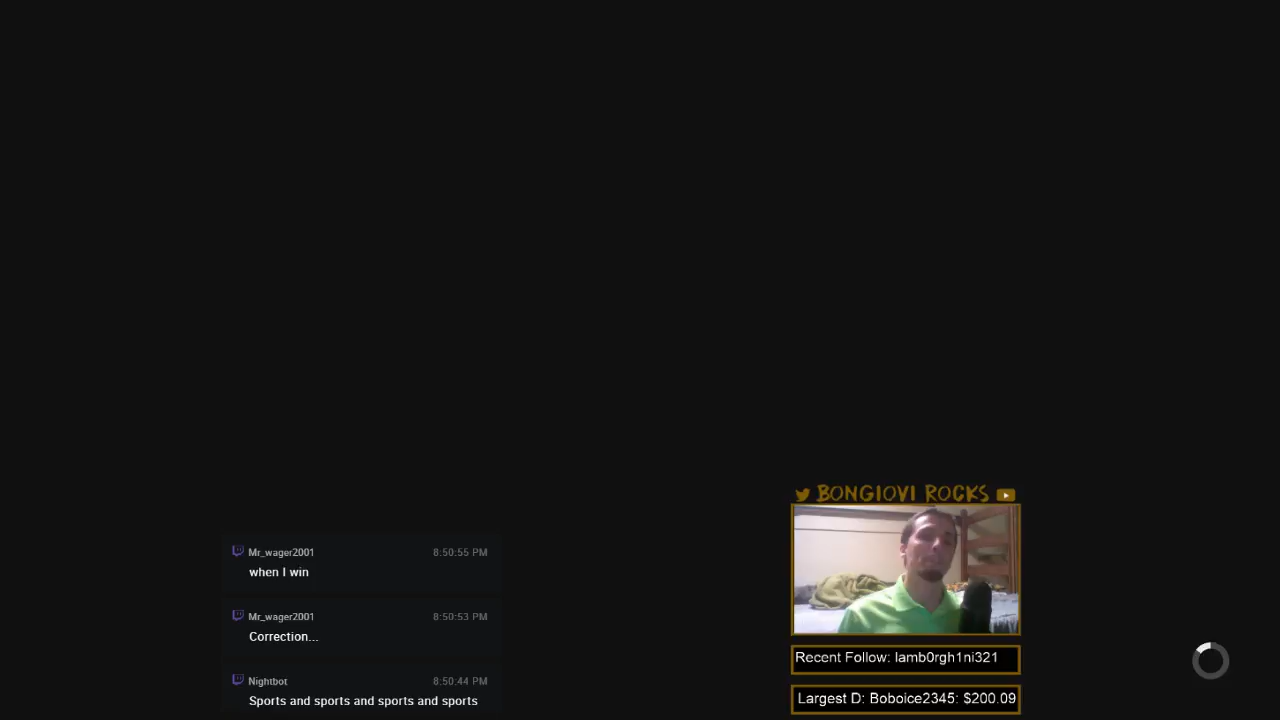 BONGIOVI ROCKS
Mr_wager2001 8:50:55 PM
when I win
Mr_wager2001 8:50:53 PM
Correction...
Nightbot 8:50:44 PM
Sports and sports and sports and sports
Recent Follow: lamb0rgh1ni321
Largest D: Boboice2345: $200.09